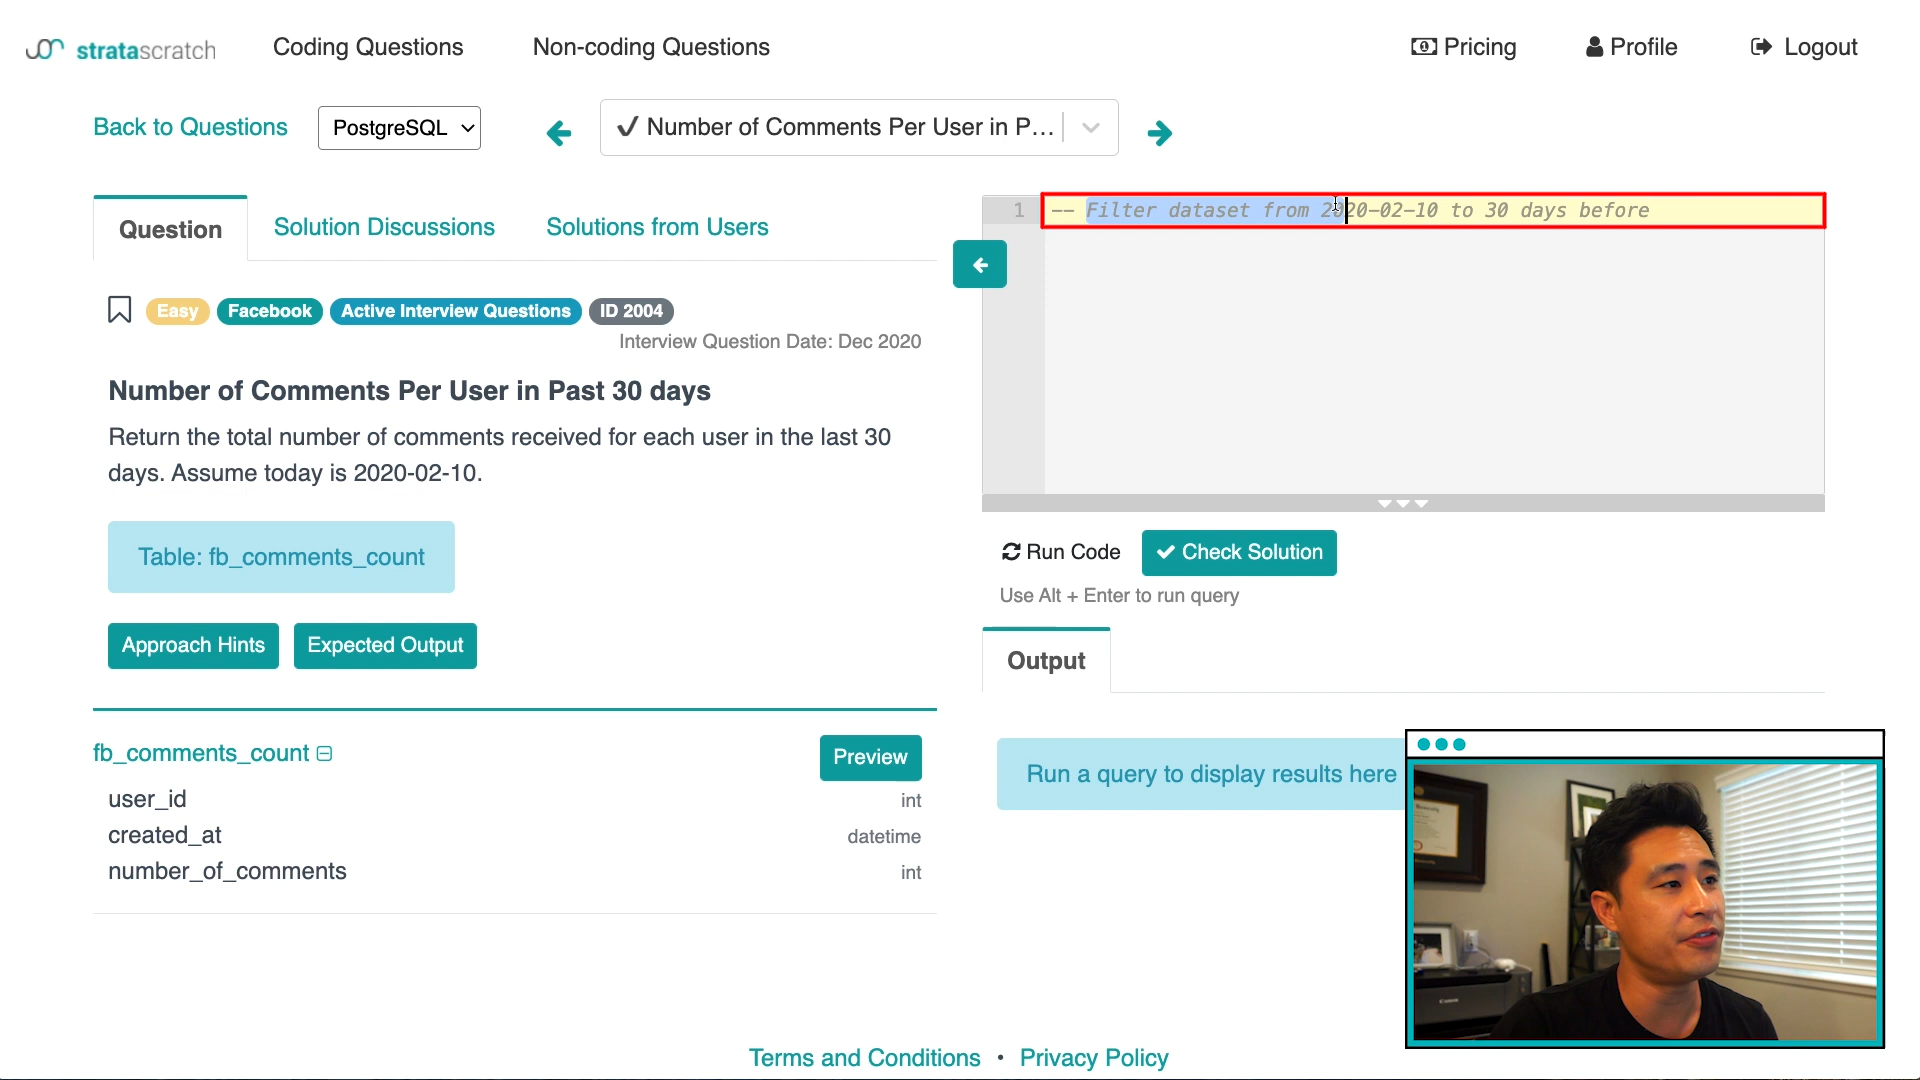 stratascratch
Coding Questions
Non-coding Questions
Pricing
Profile
Logout
Back to Questions
PostgreSQL
Number of Comments Per User in P...
Question
Solution Discussions
Solutions from Users
1
-- Filter dataset from 2020-02-10 to 30 days before
Easy
Facebook
Active Interview Questions
ID 2004
Interview Question Date: Dec 2020
Number of Comments Per User in Past 30 days
Return the total number of comments received for each user in the last 30
days. Assume today is 2020-02-10.
Table: fb_comments_count
Approach Hints
Expected Output
Run Code
Check Solution
Use Alt + Enter to run query
Output
Run a query to display results here
fb_comments_count
Preview
user_id int
created_at datetime
number_of_comments int
Terms and Conditions • Privacy Policy